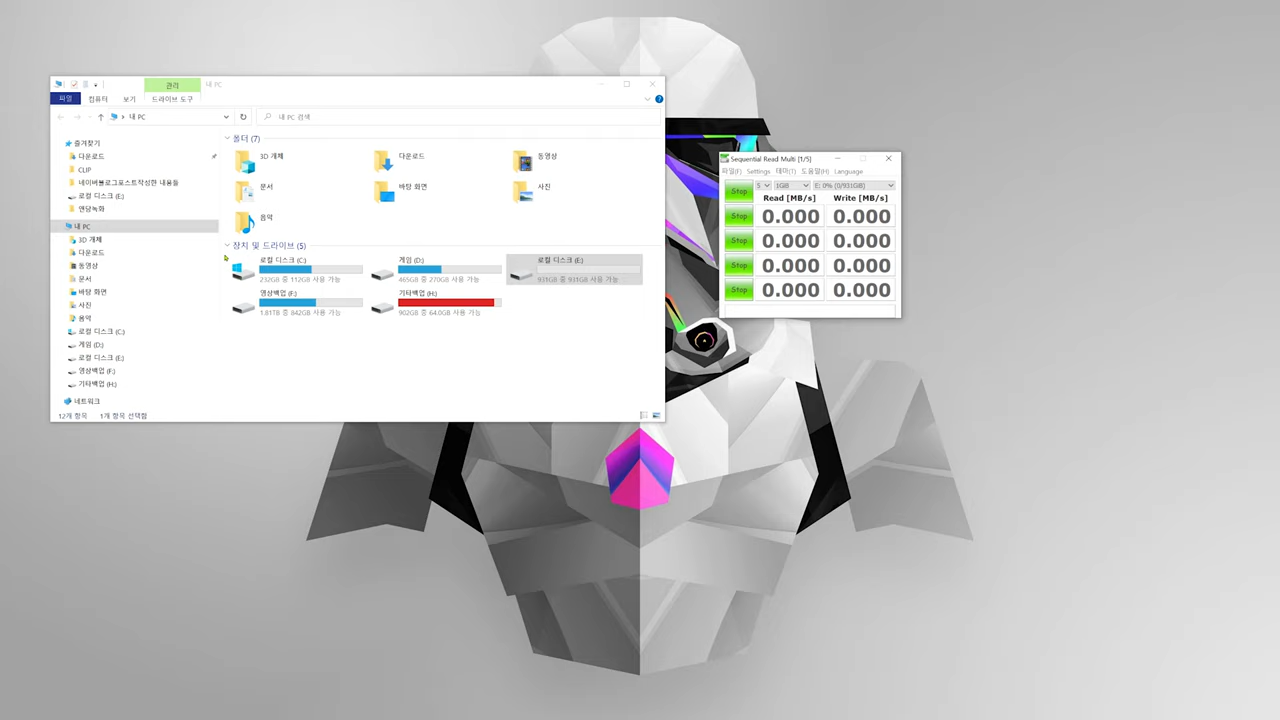 관리
내 PC
파일
컴퓨터
보기
드라이브 도구
내 PC
내 PC 검색
즐겨찾기
다운로드
CLIP
네이버블로그포스트작성한 내용들
로컬 디스크 (E:)
앤담녹화
내 PC
3D 개체
다운로드
동영상
문서
바탕 화면
사진
음악
로컬 디스크 (C:)
게임 (D:)
로컬 디스크 (E:)
영상백업 (F:)
기타백업 (H:)
네트워크
12개 항목
1개 항목 선택함
폴더 (7)
3D 개체
다운로드
동영상
문서
바탕 화면
사진
음악
장치 및 드라이브 (5)
로컬 디스크 (C:)
232GB 중 112GB 사용 가능
게임 (D:)
465GB 중 270GB 사용 가능
로컬 디스크 (E:)
931GB 중 931GB 사용 가능
영상백업 (F:)
1.81TB 중 842GB 사용 가능
기타백업 (H:)
902GB 중 64.0GB 사용 가능
Sequential Read Multi [1/5]
파일(F) Settings 테마(T) 도움말(H) Language
Stop 5 1GiB E: 0% (0/931GiB)
Read [MB/s] Write [MB/s]
Stop 0.000 0.000
Stop 0.000 0.000
Stop 0.000 0.000
Stop 0.000 0.000